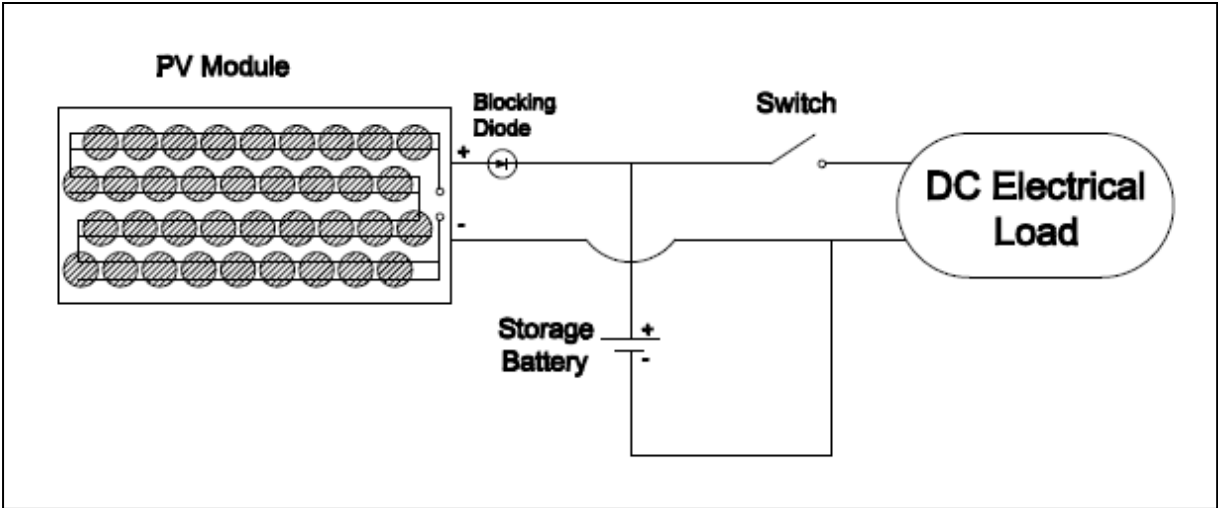 PV Module
Blocking
Diode
Switch
+
-
DC Electrical
Load
Storage
Battery
+
-